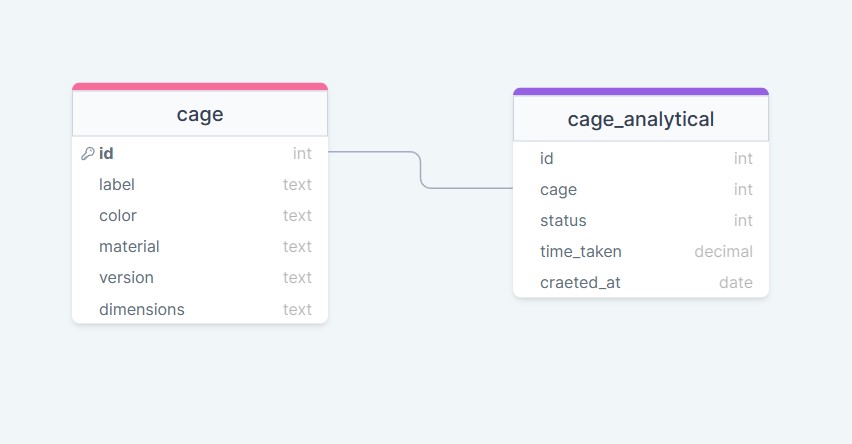 cage
id int
label text
color text
material text
version text
dimensions text
cage_analytical
id int
cage int
status int
time_taken decimal
craeted_at date